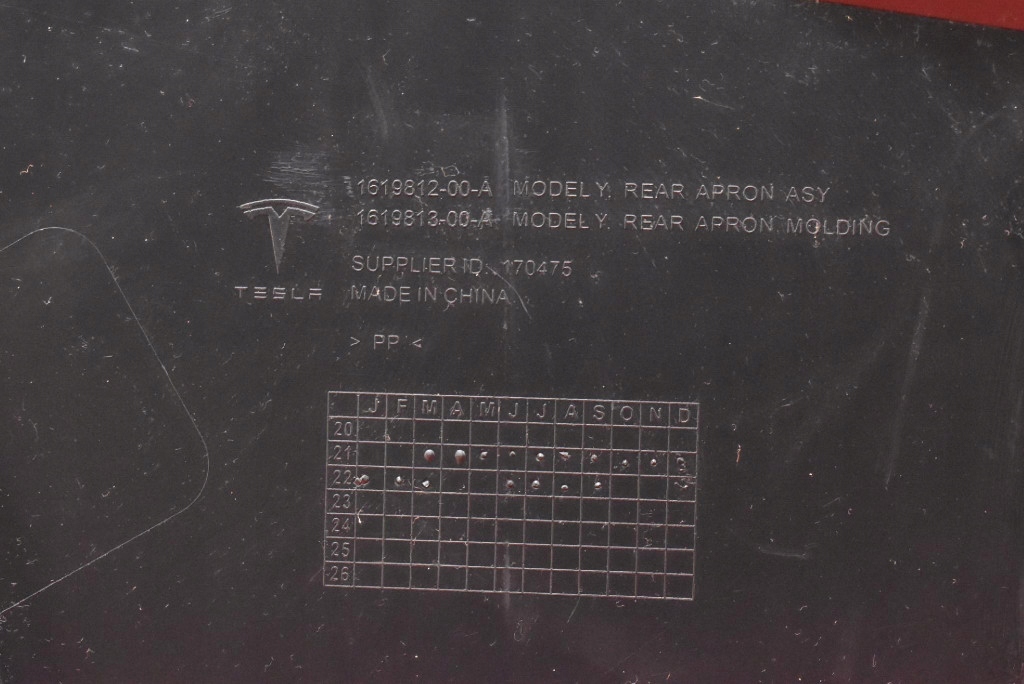 1619812-00-A MODEL Y, REAR APRON ASY
1619813-00-A MODEL Y, REAR APRON MOLDING
SUPPLIER ID: 170475
TESLA
MADE IN CHINA
> PP <
J F M A M J J A S O N D
20
21
22
23
24
25
26